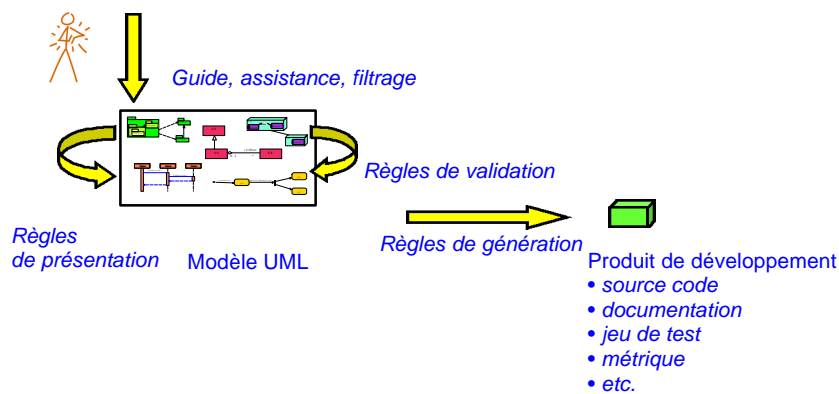 Guide, assistance, filtrage
Règles de validation
Règles
de présentation
Modèle UML
Règles de génération
Produit de développement
• source code
• documentation
• jeu de test
• métrique
• etc.